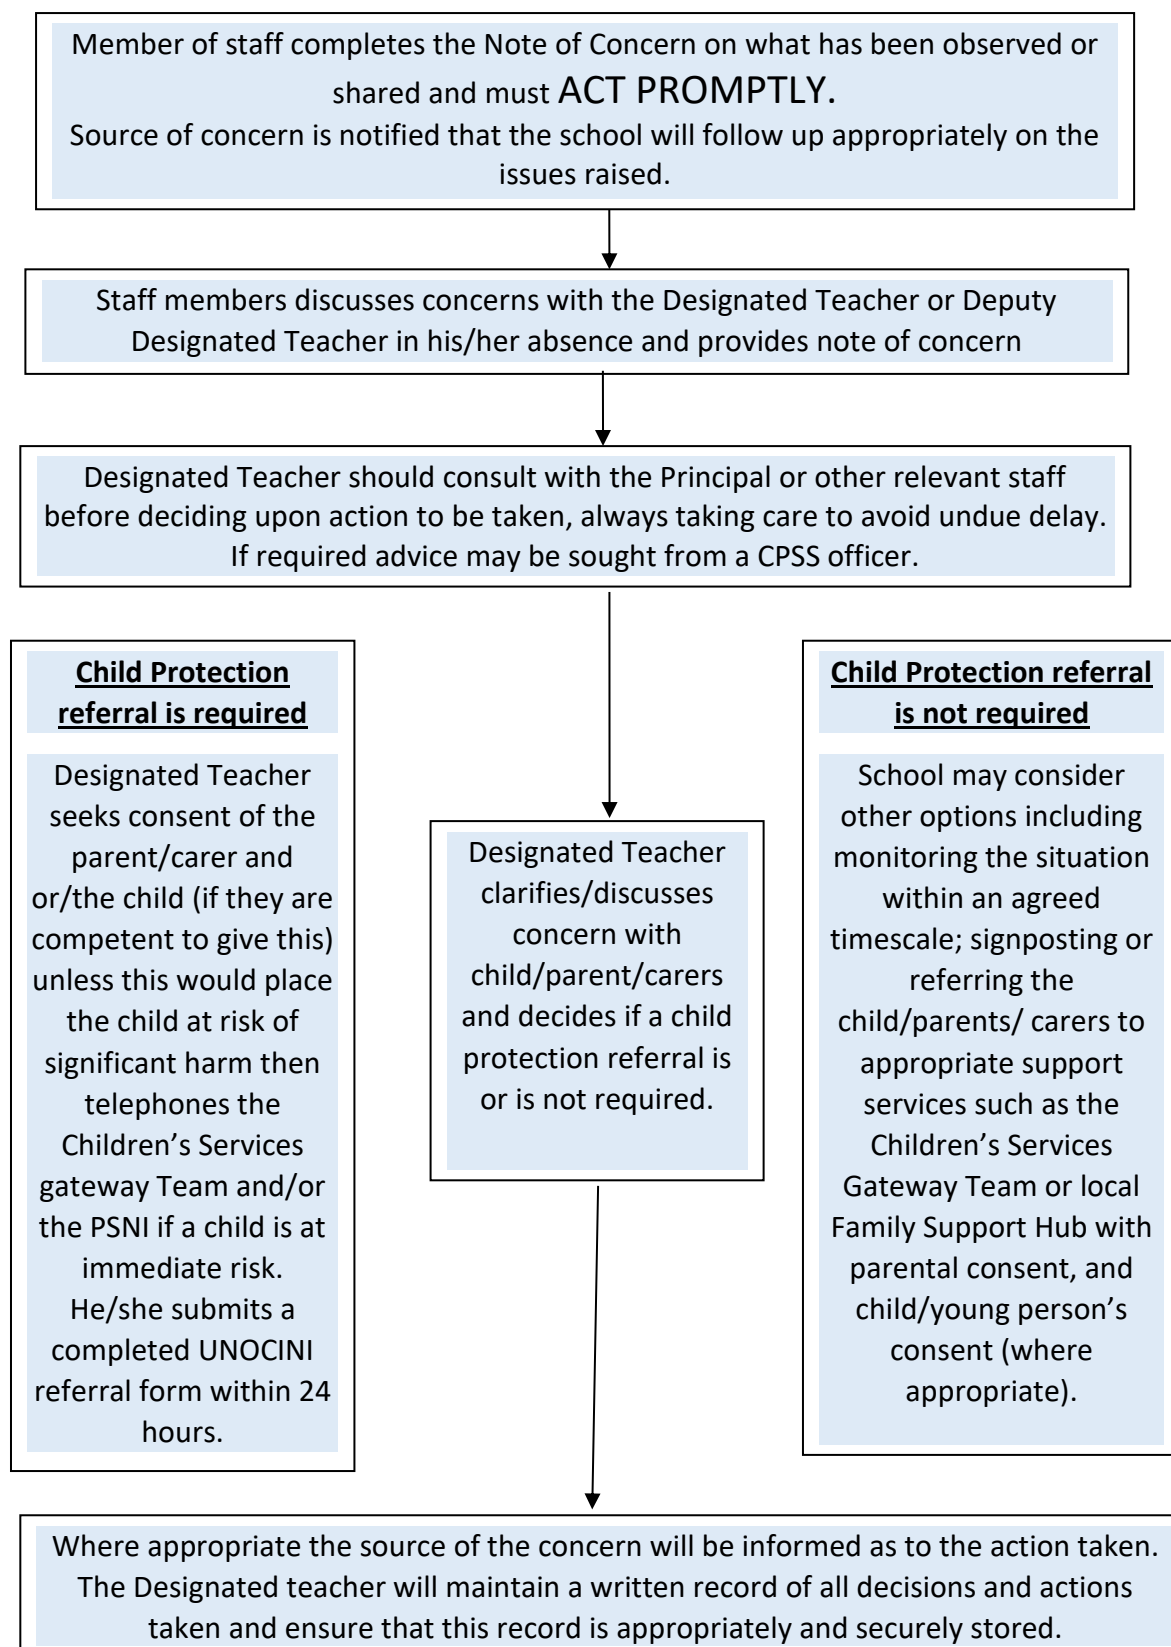 Member of staff completes the Note of Concern on what has been observed or
shared and must ACT PROMPTLY.
Source of concern is notified that the school will follow up appropriately on the
issues raised.
Staff members discusses concerns with the Designated Teacher or Deputy
Designated Teacher in his/her absence and provides note of concern
Designated Teacher should consult with the Principal or other relevant staff
before deciding upon action to be taken, always taking care to avoid undue delay.
If required advice may be sought from a CPSS officer.
Child Protection
referral is required
Designated Teacher
seeks consent of the
parent/carer and
or/the child (if they are
competent to give this)
unless this would place
the child at risk of
significant harm then
telephones the
Children’s Services
gateway Team and/or
the PSNI if a child is at
immediate risk.
He/she submits a
completed UNOCINI
referral form within 24
hours.
Designated Teacher
clarifies/discusses
concern with
child/parent/carers
and decides if a child
protection referral is
or is not required.
Child Protection referral
is not required
School may consider
other options including
monitoring the situation
within an agreed
timescale; signposting or
referring the
child/parents/ carers to
appropriate support
services such as the
Children’s Services
Gateway Team or local
Family Support Hub with
parental consent, and
child/young person’s
consent (where
appropriate).
Where appropriate the source of the concern will be informed as to the action taken.
The Designated teacher will maintain a written record of all decisions and actions
taken and ensure that this record is appropriately and securely stored.